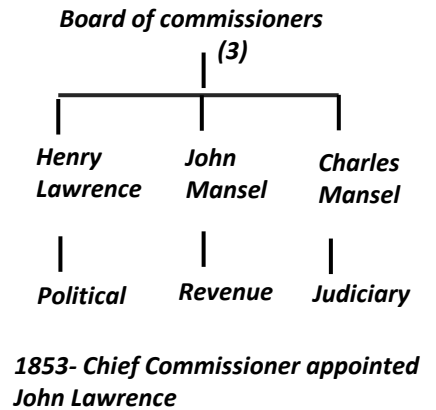 Board of commissioners
(3)
Henry
Lawrence
John
Mansel
Charles
Mansel
Political
Revenue
Judiciary
1853- Chief Commissioner appointed
John Lawrence